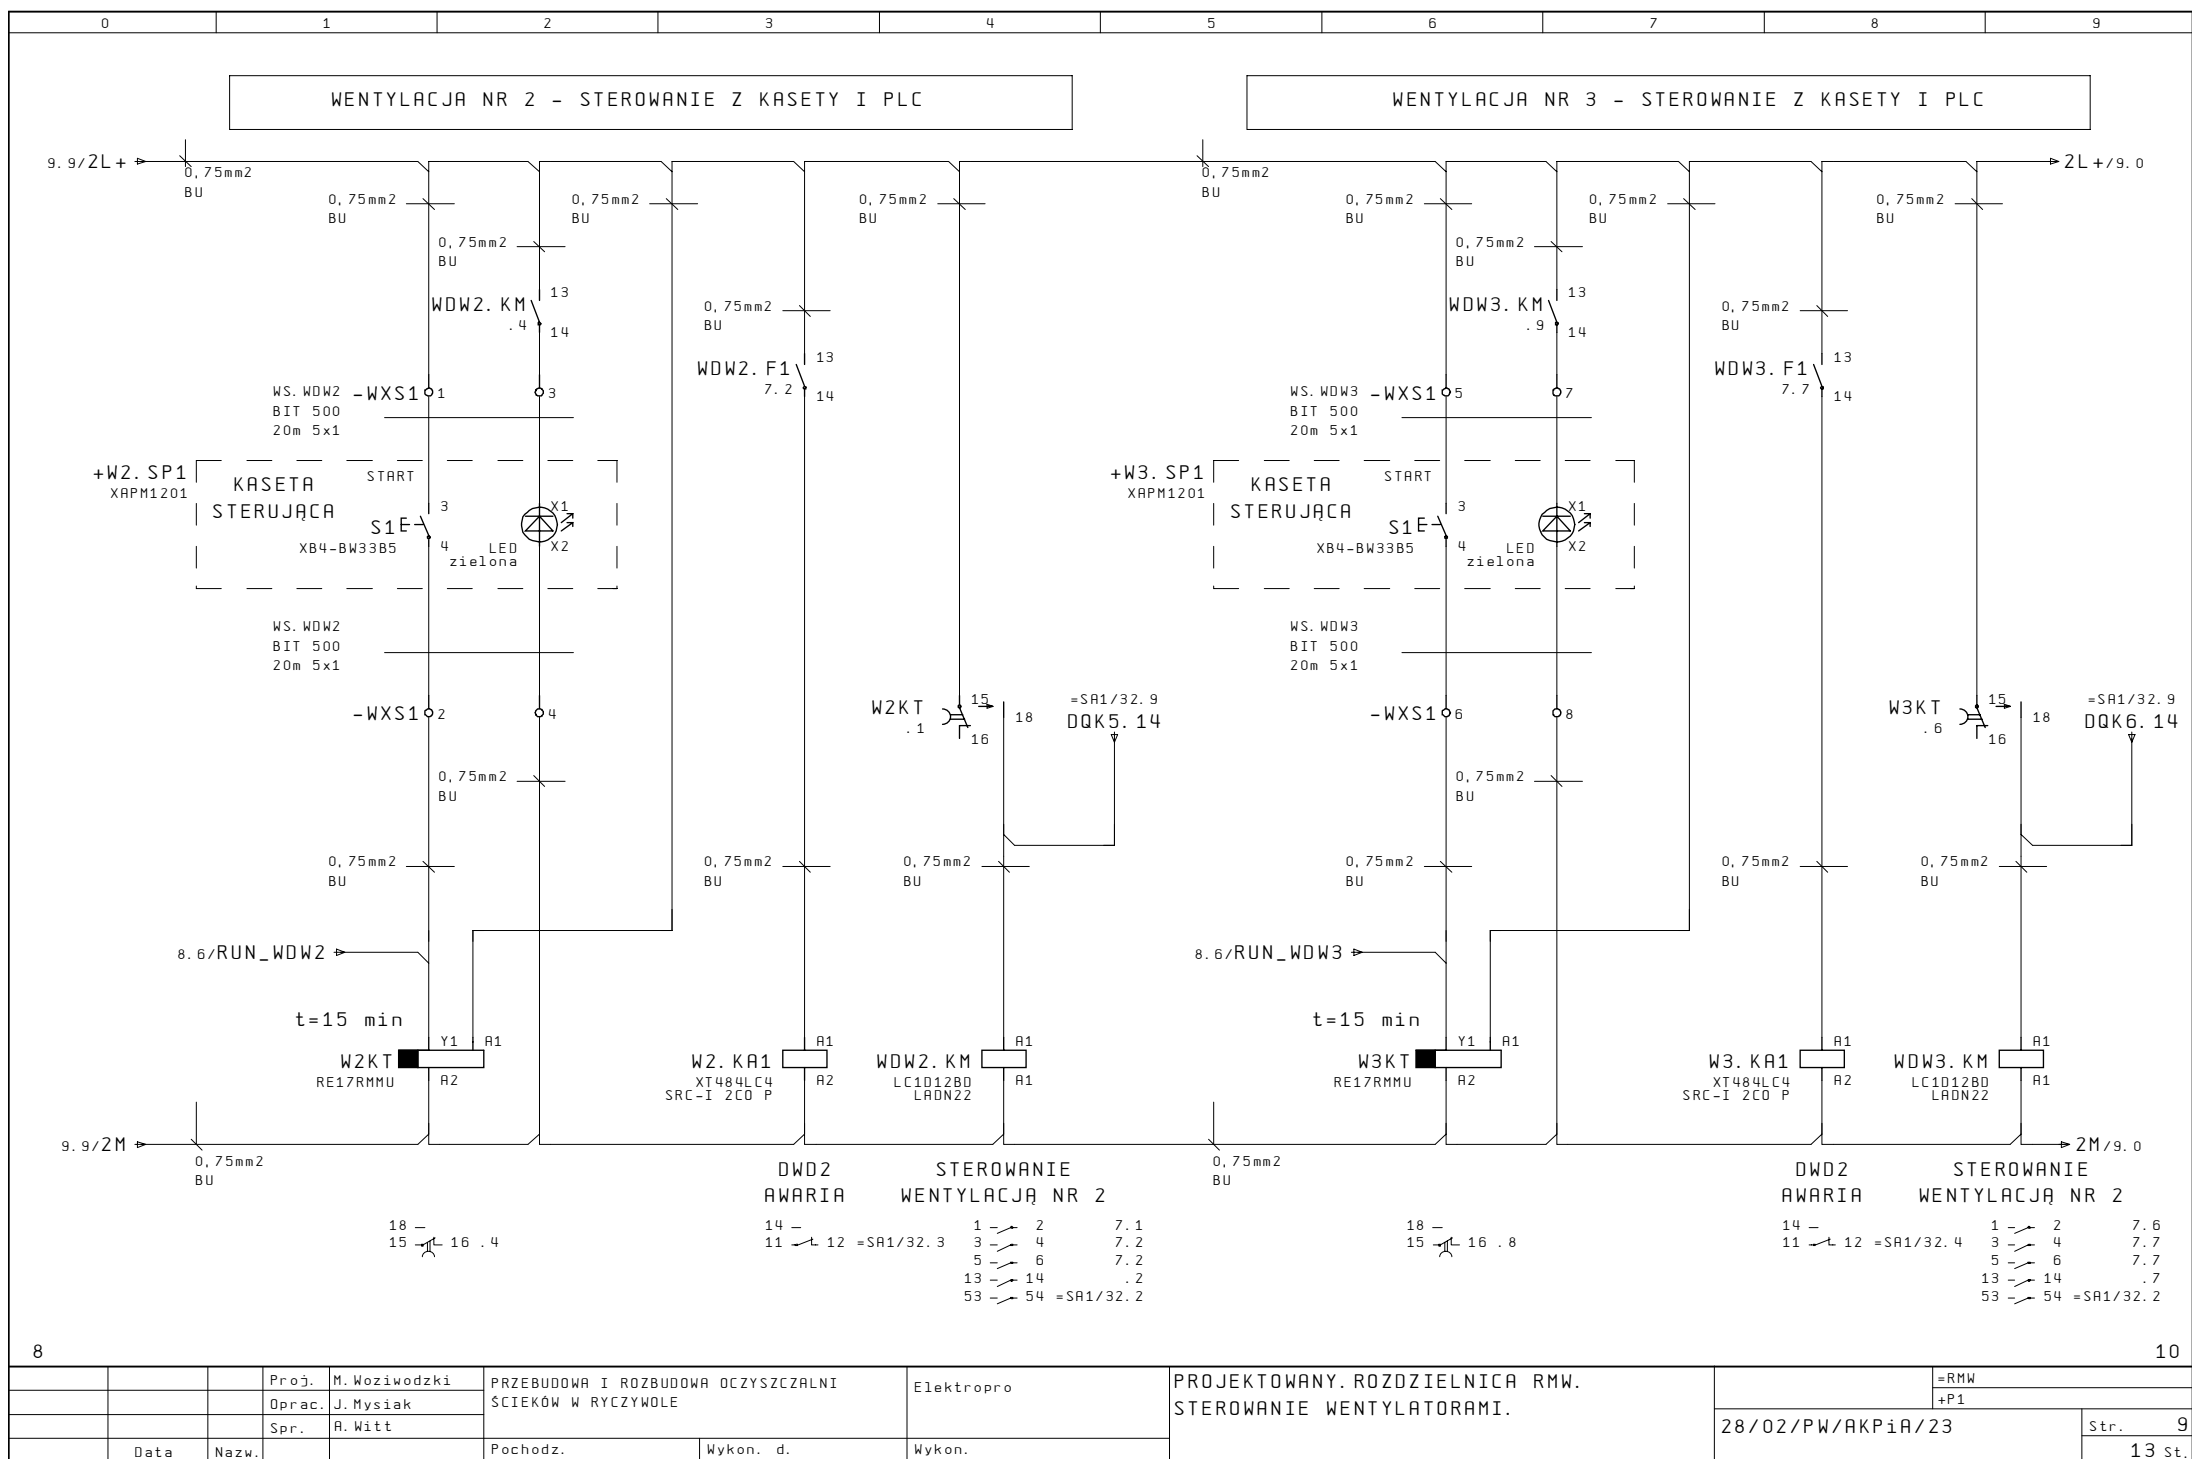 0 1 2 3 4 5 6 7 8 9
WENTYLACJA NR 2 - STEROWANIE Z KASETY I PLC
WENTYLACJA NR 3 - STEROWANIE Z KASETY I PLC
9.9/2L+
0,75mm2
BU
0,75mm2
BU
0,75mm2
BU
0,75mm2
BU
0,75mm2
BU
WDW2.KM
.4
13
14
0,75mm2
BU
WDW2.F1
7.2
13
14
WS.WDW2
BIT 500
20m 5x1
-WXS1
1
3
+W2.SP1
XAPM1201
KASETA
STERUJĄCA
START
S1
XB4-BW33B5
3
4
LED
zielona
X1
X2
WS.WDW2
BIT 500
20m 5x1
-WXS1
2
4
W2KT
.1
15
16
18
=SA1/32.9
DQK5.14
0,75mm2
BU
0,75mm2
BU
0,75mm2
BU
0,75mm2
BU
8.6/RUN_WDW2
t=15 min
W2KT
RE17RMMU
Y1
A1
A2
W2.KA1
XT484LC4
SRC-I 2CO P
A1
A2
WDW2.KM
LC1D12BD
LADN22
A1
A1
9.9/2M
0,75mm2
BU
DWD2
AWARIA
STEROWANIE
WENTYLACJĄ NR 2
18
15 16 .4
14
11 12 =SA1/32.3
1 2 7.1
3 4 7.2
5 6 7.2
13 14 .2
53 54 =SA1/32.2
2L+/9.0
0,75mm2
BU
0,75mm2
BU
0,75mm2
BU
0,75mm2
BU
0,75mm2
BU
WDW3.KM
.9
13
14
0,75mm2
BU
WDW3.F1
7.7
13
14
WS.WDW3
BIT 500
20m 5x1
-WXS1
5
7
+W3.SP1
XAPM1201
KASETA
STERUJĄCA
START
S1
XB4-BW33B5
3
4
LED
zielona
X1
X2
WS.WDW3
BIT 500
20m 5x1
-WXS1
6
8
W3KT
.6
15
16
18
=SA1/32.9
DQK6.14
0,75mm2
BU
0,75mm2
BU
0,75mm2
BU
0,75mm2
BU
8.6/RUN_WDW3
t=15 min
W3KT
RE17RMMU
Y1
A1
A2
W3.KA1
XT484LC4
SRC-I 2CO P
A1
A2
WDW3.KM
LC1D12BD
LADN22
A1
A1
2M/9.0
0,75mm2
BU
DWD2
AWARIA
STEROWANIE
WENTYLACJĄ NR 2
18
15 16 .8
14
11 12 =SA1/32.4
1 2 7.6
3 4 7.7
5 6 7.7
13 14 .7
53 54 =SA1/32.2
8
10
Proj. M.Woziwodzki
Oprac. J.Mysiak
Spr. A.Witt
Data Nazw.
PRZEBUDOWA I ROZBUDOWA OCZYSZCZALNI
ŚCIEKÓW W RYCZYWOLE
Pochodz.
Wykon. d.
Elektropro
Wykon.
PROJEKTOWANY.ROZDZIELNICA RMW.
STEROWANIE WENTYLATORAMI.
=RMW
+P1
28/02/PW/AKPiA/23
Str. 9
13 St.